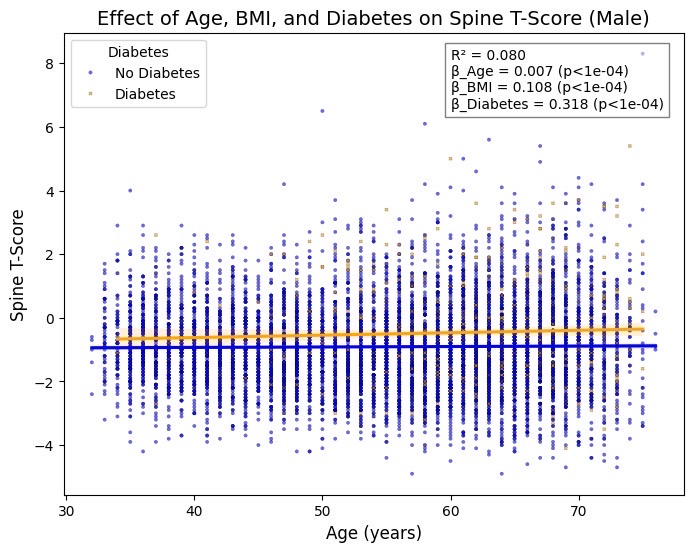 Effect of Age, BMI, and Diabetes on Spine T-Score (Male)
Diabetes
No Diabetes
Diabetes
R² = 0.080
β_Age = 0.007 (p<1e-04)
β_BMI = 0.108 (p<1e-04)
β_Diabetes = 0.318 (p<1e-04)
Spine T-Score
8
6
4
2
0
−2
−4
30
40
50
60
70
Age (years)